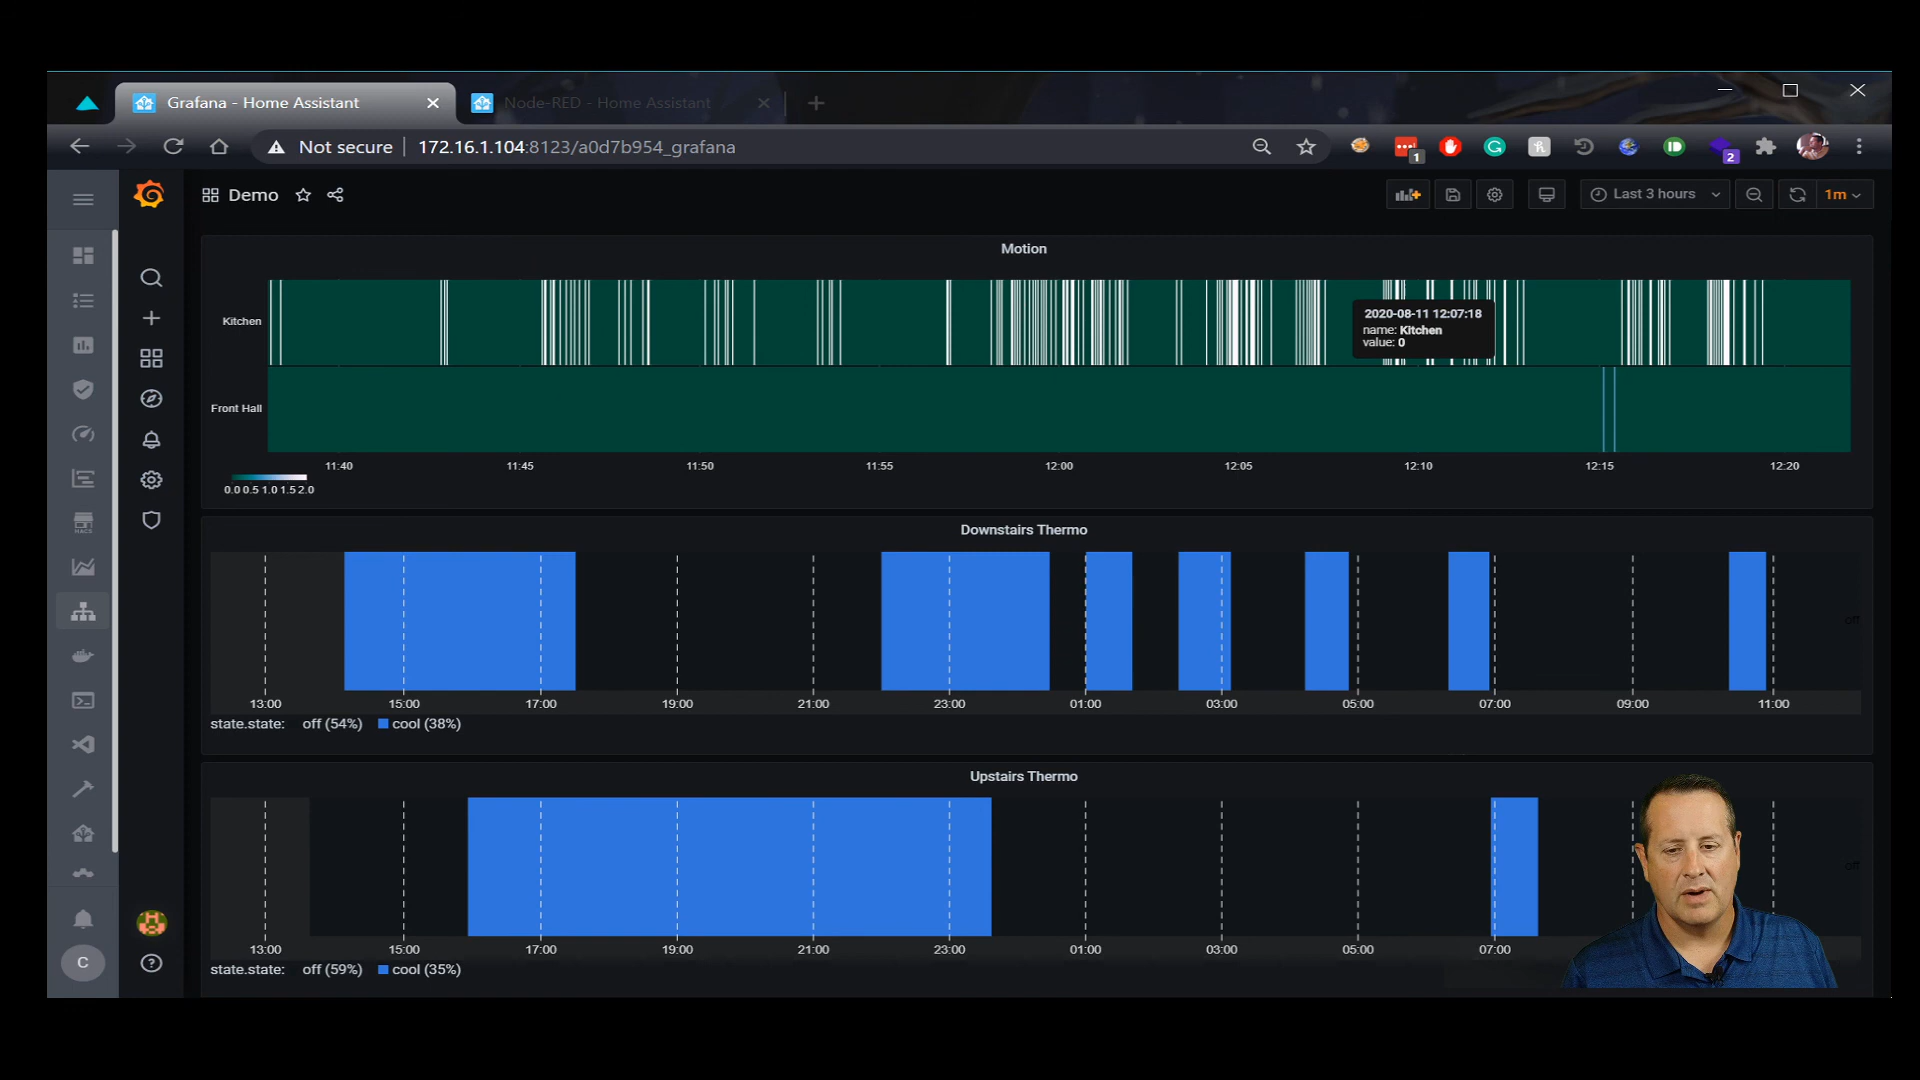 Grafana - Home Assistant
Node-RED - Home Assistant
Not secure
172.16.1.104:8123/a0d7b954_grafana
1
2
Demo
Last 3 hours
1m
Motion
Kitchen
2020-08-11 12:07:18
name: Kitchen
value: 0
Front Hall
11:40 11:45 11:50 11:55 12:00 12:05 12:10 12:15 12:20
0.0 0.5 1.0 1.5 2.0
HACS
Downstairs Thermo
off
13:00 15:00 17:00 19:00 21:00 23:00 01:00 03:00 05:00 07:00 09:00 11:00
state.state: off (54%) cool (38%)
Upstairs Thermo
off
13:00 15:00 17:00 19:00 21:00 23:00 01:00 03:00 05:00 07:00
state.state: off (59%) cool (35%)
C